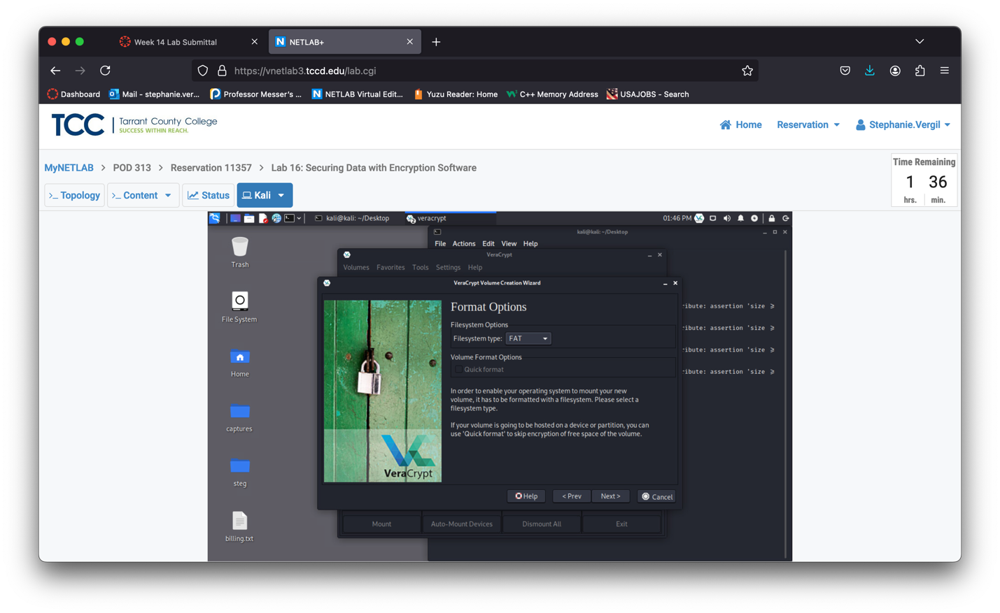 Week 14 Lab Submittal
NETLAB+
https://vnetlab3.tccd.edu/lab.cgi
Dashboard
Mail - stephanie.ver...
Professor Messer's ...
NETLAB Virtual Edit...
Yuzu Reader: Home
C++ Memory Address
USAJOBS - Search
TCC
Tarrant County College
SUCCESS WITHIN REACH.
Home
Reservation
Stephanie.Vergil
MyNETLAB > POD 313 > Reservation 11357 > Lab 16: Securing Data with Encryption Software
Time Remaining
1 36
hrs. min.
>_ Topology
>_ Content
Status
Kali
kali@kali: ~/Desktop
veracrypt
01:46 PM
kali@kali: ~/Desktop
File Actions Edit View Help
Trash
File System
Home
captures
steg
billing.txt
VeraCrypt
Volumes Favorites Tools Settings Help
VeraCrypt Volume Creation Wizard
Format Options
Filesystem Options
Filesystem type: FAT
Volume Format Options
Quick format
In order to enable your operating system to mount your new
volume, it has to be formatted with a filesystem. Please select a
filesystem type.
If your volume is going to be hosted on a device or partition, you can
use 'Quick format' to skip encryption of free space of the volume.
VeraCrypt
Help
< Prev
Next >
Cancel
Mount
Auto-Mount Devices
Dismount All
Exit
ribute: assertion 'size >
ribute: assertion 'size >
ribute: assertion 'size >
ribute: assertion 'size >